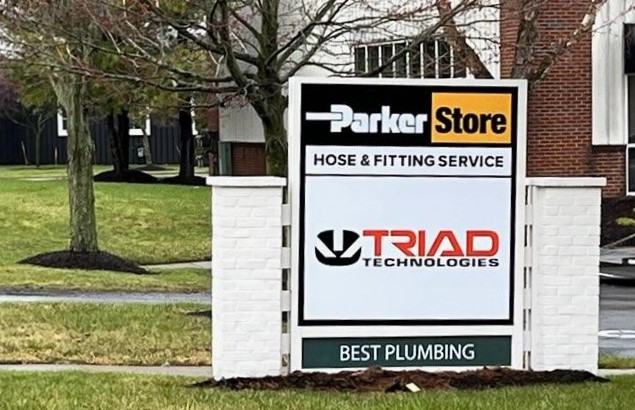 Parker Store
HOSE & FITTING SERVICE
TRIAD
TECHNOLOGIES
BEST PLUMBING